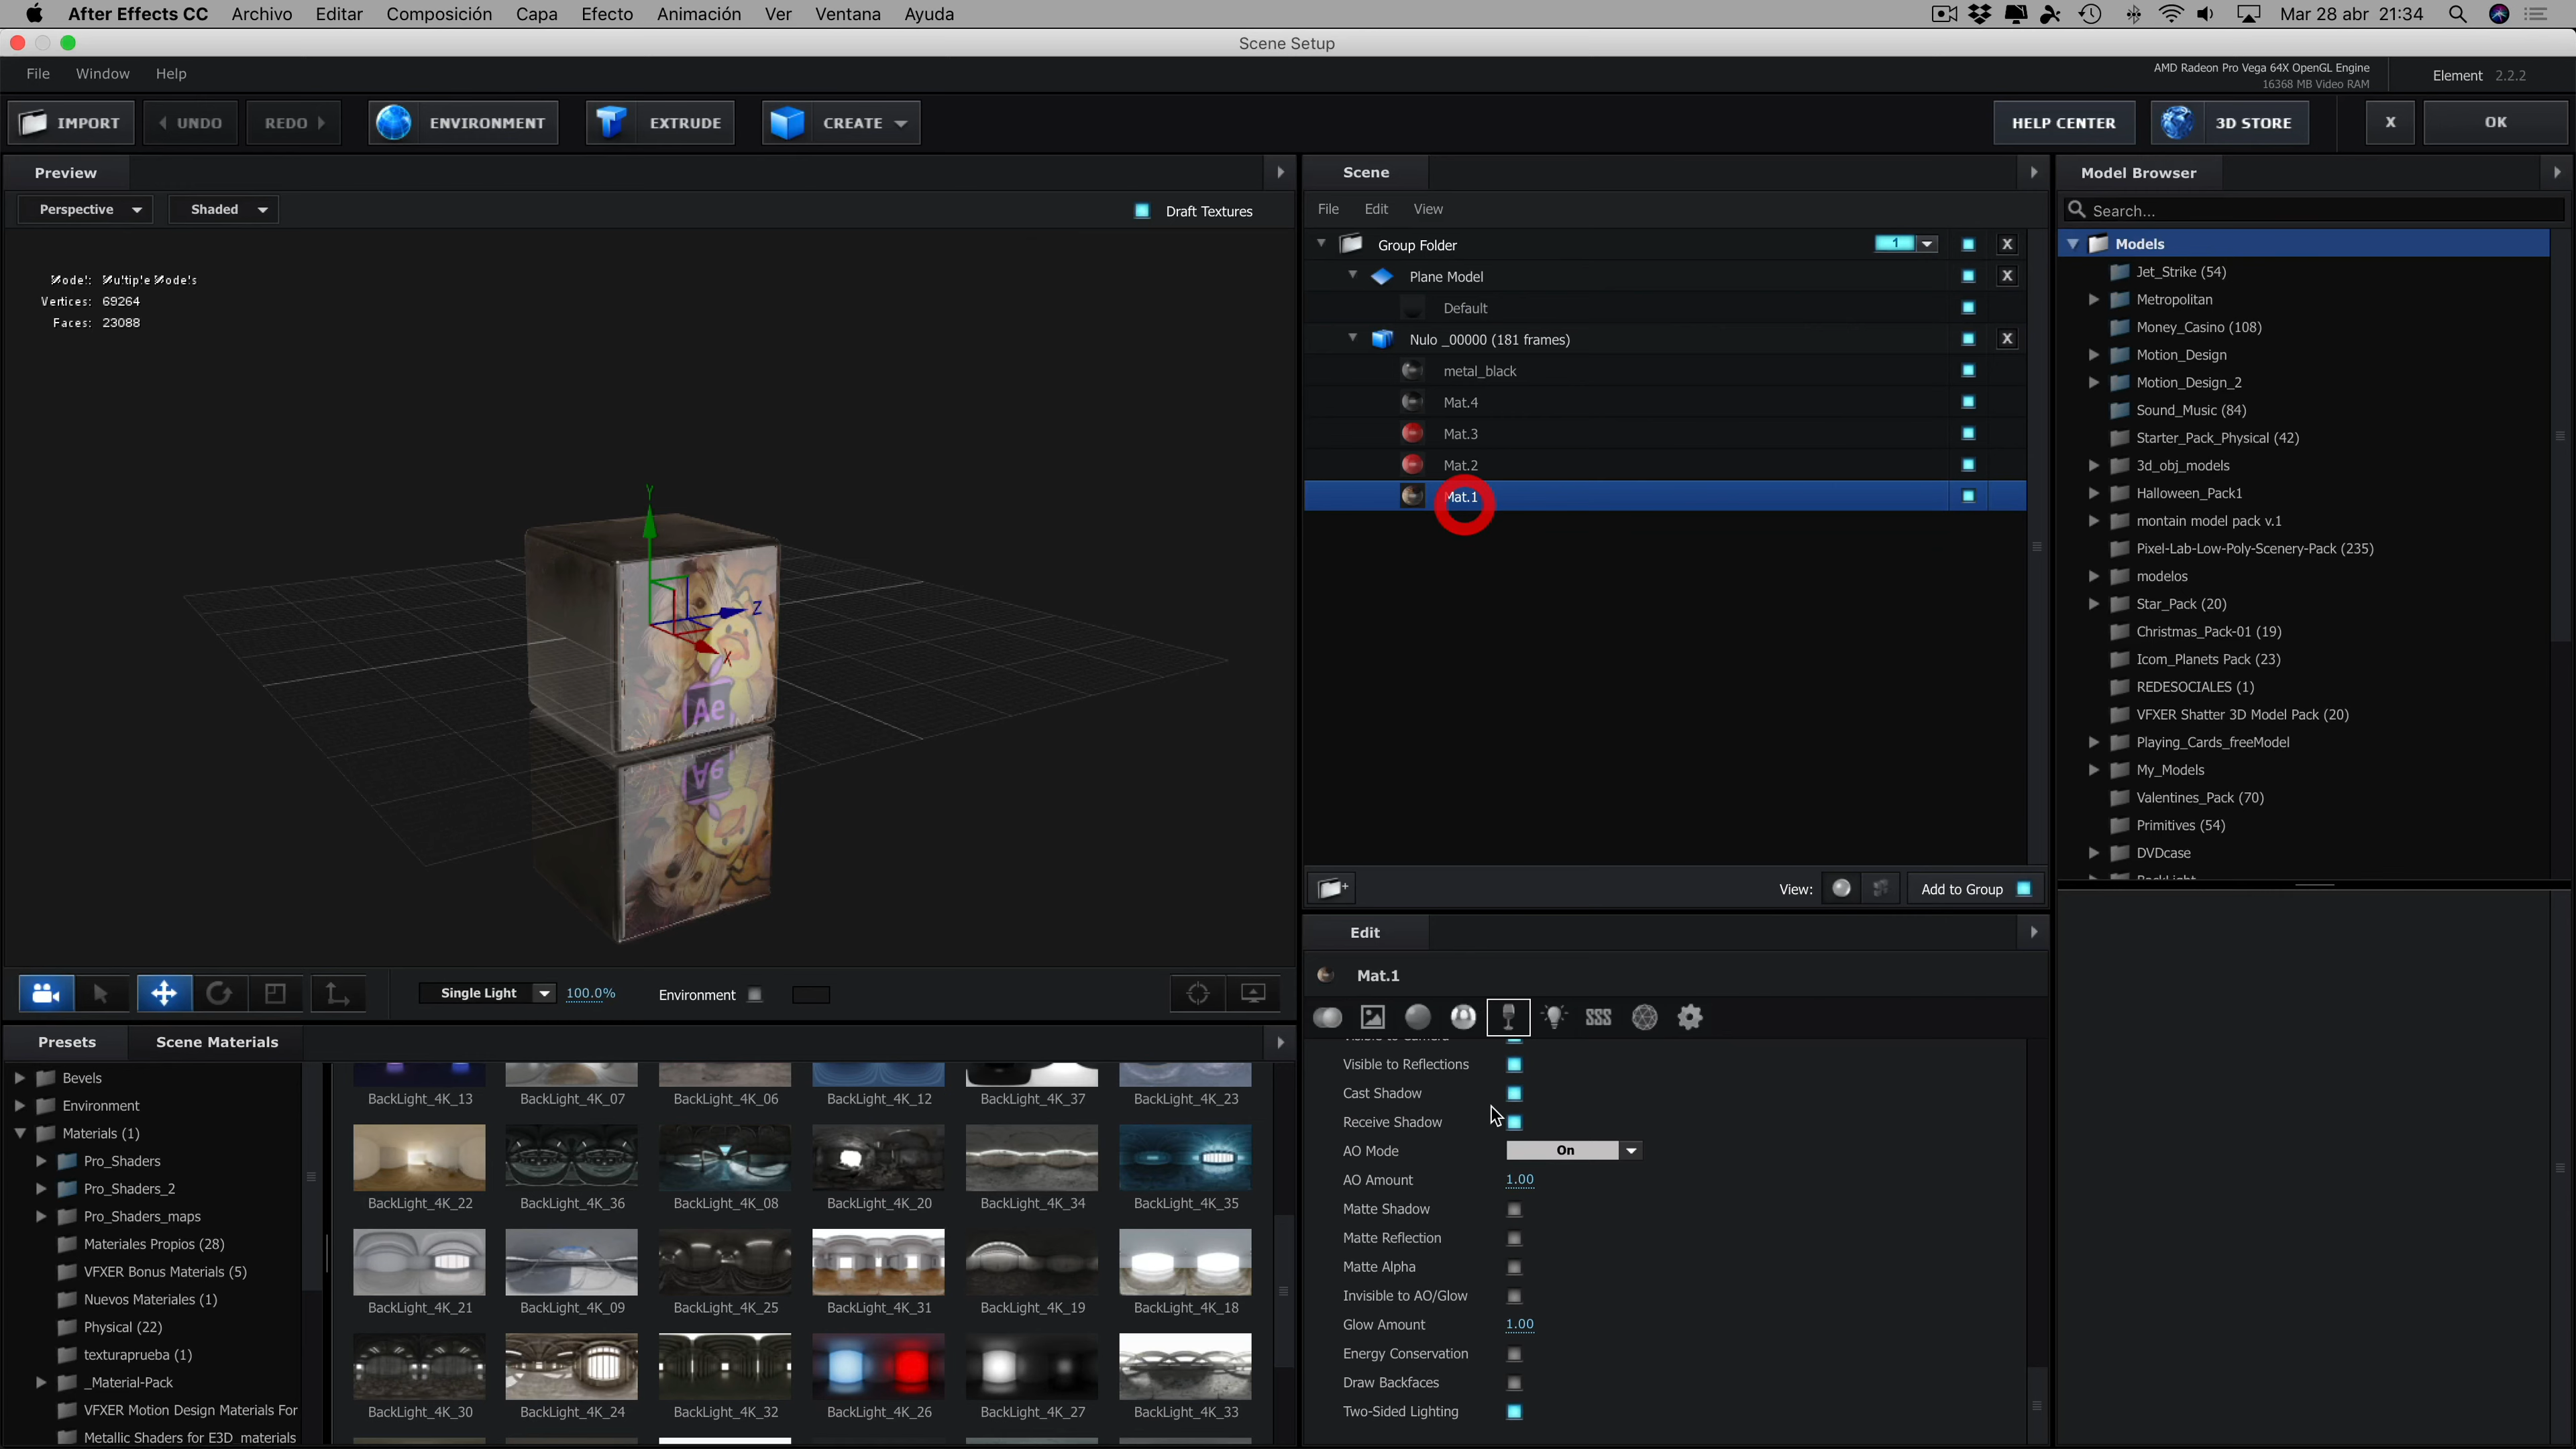 After Effects CC Archivo Editar Composición Capa Efecto Animación Ver Ventana Ayuda Mar 28 abr 21:34
Scene Setup
File Window Help
AMD Radeon Pro Vega 64X OpenGL Engine
16368 MB Video RAM
Element 2.2.2
IMPORT UNDO REDO ENVIRONMENT EXTRUDE CREATE HELP CENTER 3D STORE X OK
Preview
Perspective Shaded Draft Textures
Model: Multiple Models
Vertices: 69264
Faces: 23088
Y
Z
X
Ae
Single Light 100.0% Environment
Scene
File Edit View
Group Folder 1 X
Plane Model X
Default
Nulo _00000 (181 frames) X
metal_black
Mat.4
Mat.3
Mat.2
Mat.1
View: Add to Group
Edit
Mat.1
SSS
Visible to Reflections
Cast Shadow
Receive Shadow
AO Mode On
AO Amount 1.00
Matte Shadow
Matte Reflection
Matte Alpha
Invisible to AO/Glow
Glow Amount 1.00
Energy Conservation
Draw Backfaces
Two-Sided Lighting
Model Browser
Search...
Models
Jet_Strike (54)
Metropolitan
Money_Casino (108)
Motion_Design
Motion_Design_2
Sound_Music (84)
Starter_Pack_Physical (42)
3d_obj_models
Halloween_Pack1
montain model pack v.1
Pixel-Lab-Low-Poly-Scenery-Pack (235)
modelos
Star_Pack (20)
Christmas_Pack-01 (19)
Icom_Planets Pack (23)
REDESOCIALES (1)
VFXER Shatter 3D Model Pack (20)
Playing_Cards_freeModel
My_Models
Valentines_Pack (70)
Primitives (54)
DVDcase
Presets Scene Materials
Bevels
Environment
Materials (1)
Pro_Shaders
Pro_Shaders_2
Pro_Shaders_maps
Materiales Propios (28)
VFXER Bonus Materials (5)
Nuevos Materiales (1)
Physical (22)
texturaprueba (1)
_Material-Pack
VFXER Motion Design Materials For
Metallic Shaders for E3D_materials
BackLight_4K_13 BackLight_4K_07 BackLight_4K_06 BackLight_4K_12 BackLight_4K_37 BackLight_4K_23
BackLight_4K_22 BackLight_4K_36 BackLight_4K_08 BackLight_4K_20 BackLight_4K_34 BackLight_4K_35
BackLight_4K_21 BackLight_4K_09 BackLight_4K_25 BackLight_4K_31 BackLight_4K_19 BackLight_4K_18
BackLight_4K_30 BackLight_4K_24 BackLight_4K_32 BackLight_4K_26 BackLight_4K_27 BackLight_4K_33